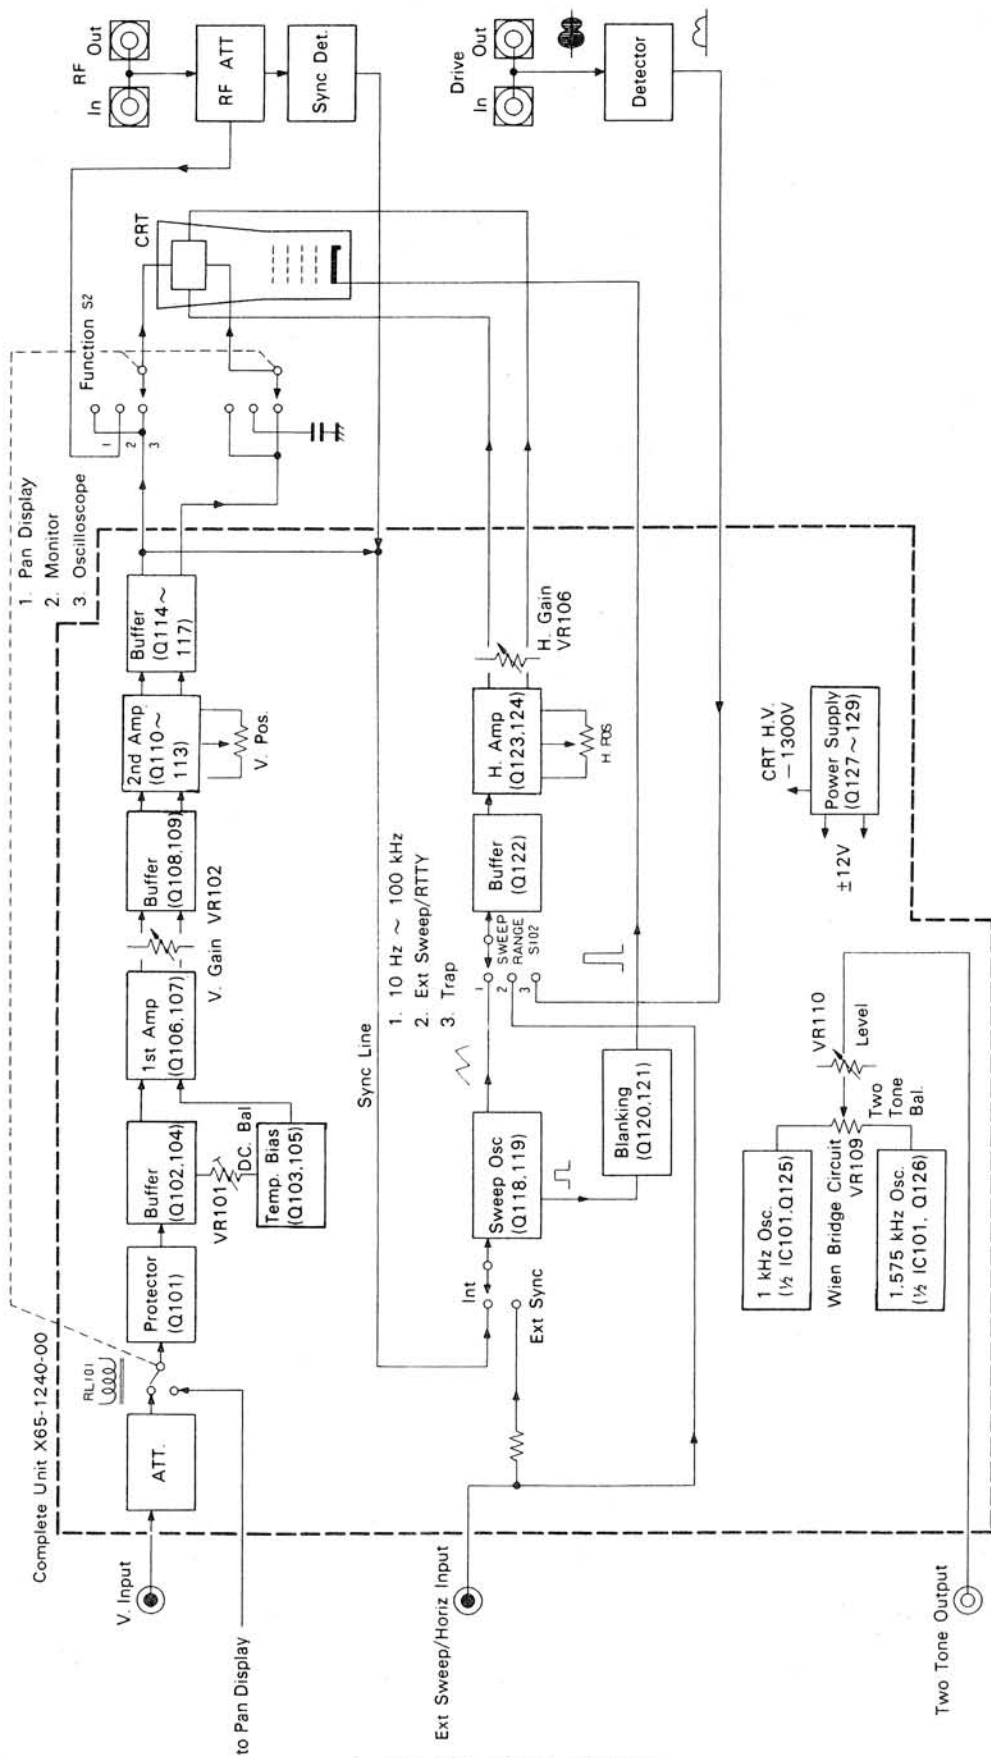 Complete Unit X65-1240-00
V. Input
to Pan Display
ATT.
RL101
Protector
(Q101)
Buffer
(Q102.104)
VR101
DC. Bal
Temp. Bias
(Q103.105)
1st Amp
(Q106.107)
V. Gain VR102
Buffer
(Q108.109)
2nd Amp
(Q110~
113)
V. Pos.
Buffer
(Q114~
117)
1. Pan Display
2. Monitor
3. Oscilloscope
Function S2
1
2
3
CRT
RF
In
Out
RF ATT
Sync Det.
Drive
In
Out
Detector
Sync Line
Ext Sweep/Horiz Input
Int
Ext Sync
Sweep Osc
(Q118.119)
Blanking
(Q120.121)
1. 10 Hz ~ 100 kHz
2. Ext Sweep/RTTY
3. Trap
1
2
3
SWEEP
RANGE
S102
Buffer
(Q122)
H. Amp
(Q123.124)
H. POS
H. Gain
VR106
Two Tone Output
1 kHz Osc.
(½ IC101.Q125)
Wien Bridge Circuit
VR109
1.575 kHz Osc.
(½ IC101. Q126)
Two
Tone
Bal.
VR110
Level
CRT H.V.
－1300V
Power Supply
(Q127~129)
±12V